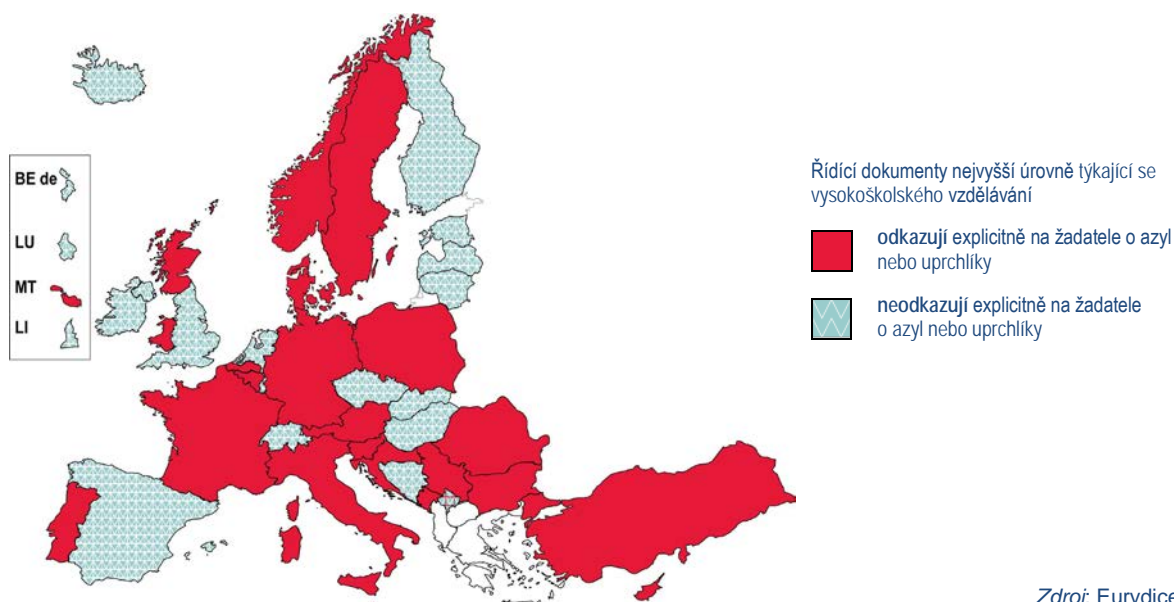 BE de
LU
MT
LI
Řídící dokumenty nejvyšší úrovně týkající se
vysokoškolského vzdělávání
odkazují explicitně na žadatele o azyl
nebo uprchlíky
neodkazují explicitně na žadatele
o azyl nebo uprchlíky
Zdroj: Eurydice